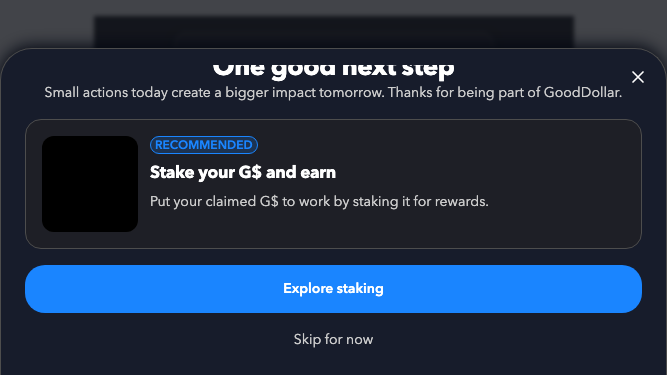 One good next step
Small actions today create a bigger impact tomorrow. Thanks for being part of GoodDollar.
RECOMMENDED
Stake your G$ and earn
Put your claimed G$ to work by staking it for rewards.
Explore staking
Skip for now